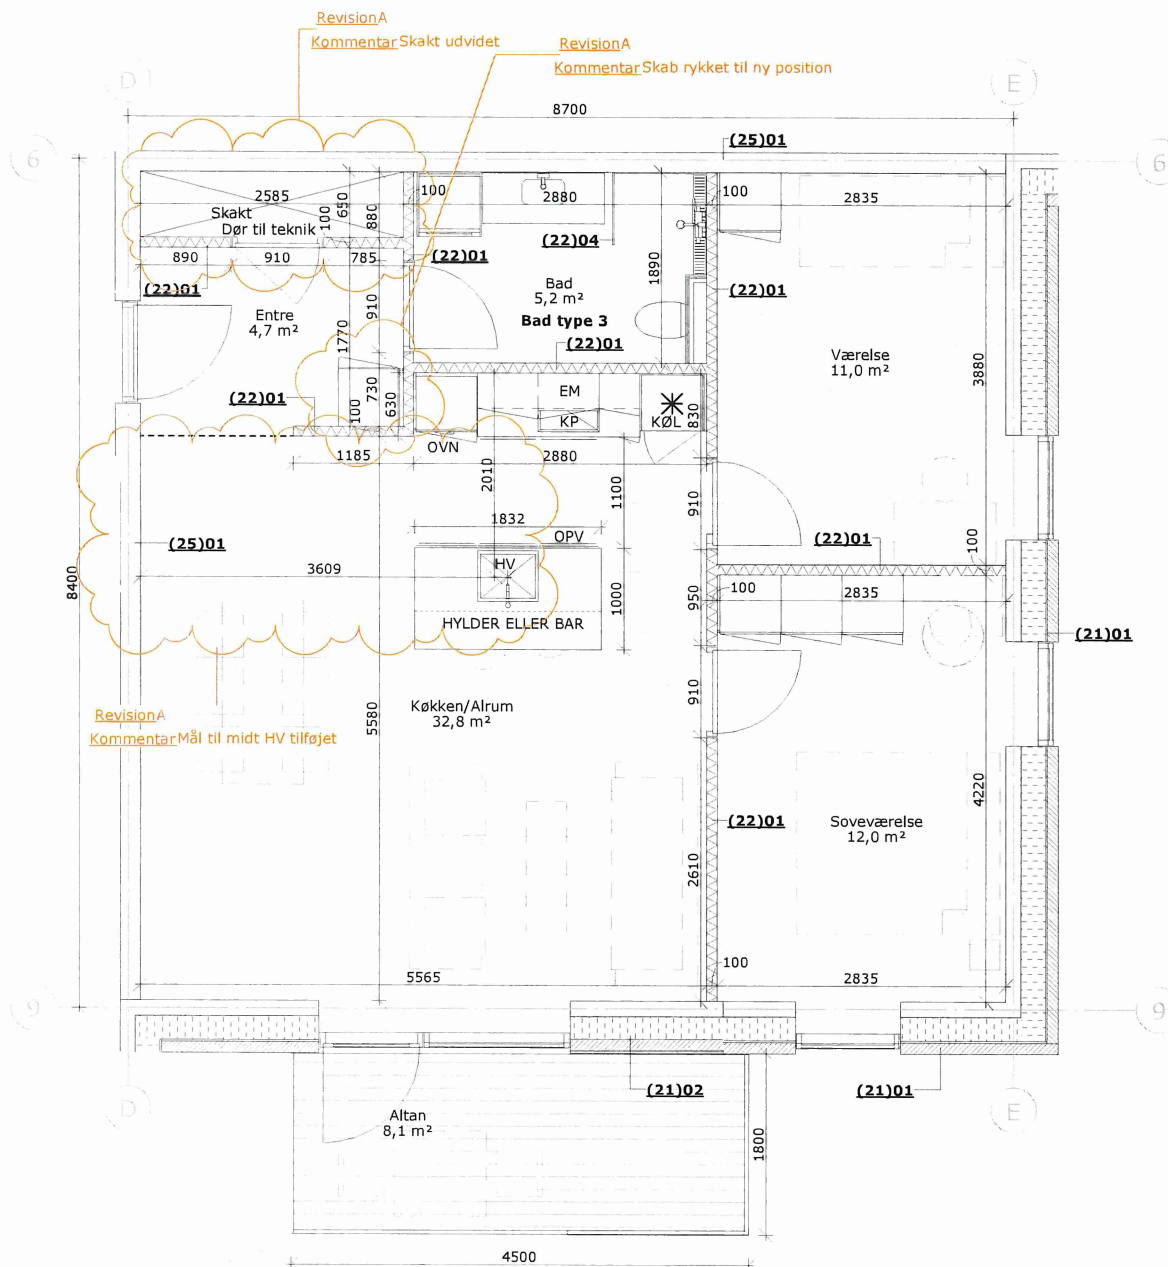 RevisionA
Kommentar Skakt udvidet
RevisionA
Kommentar Skab rykket til ny position
D
E
8700
6
(25)01
6
2585
100
2880
100
2835
650
880
Skakt
100
Dør til teknik
(22)04
890
910
785
(22)01
1890
(22)01
Bad
5,2 m²
(22)01
Entre
4,7 m²
910
1770
Bad type 3
(22)01
Værelse
11,0 m²
3880
730
630
100
(22)01
EM
KP
KØL
830
OVN
1185
2880
2010
1100
910
1832
OPV
(25)01
(22)01
100
HV
3609
8400
1000
950
100
2835
HYLDER ELLER BAR
(21)01
910
Køkken/Alrum
32,8 m²
5580
RevisionA
Kommentar Mål til midt HV tilføjet
4220
(22)01
Soveværelse
12,0 m²
2610
100
5565
2835
9
9
(21)02
(21)01
D
E
Altan
8,1 m²
1800
4500